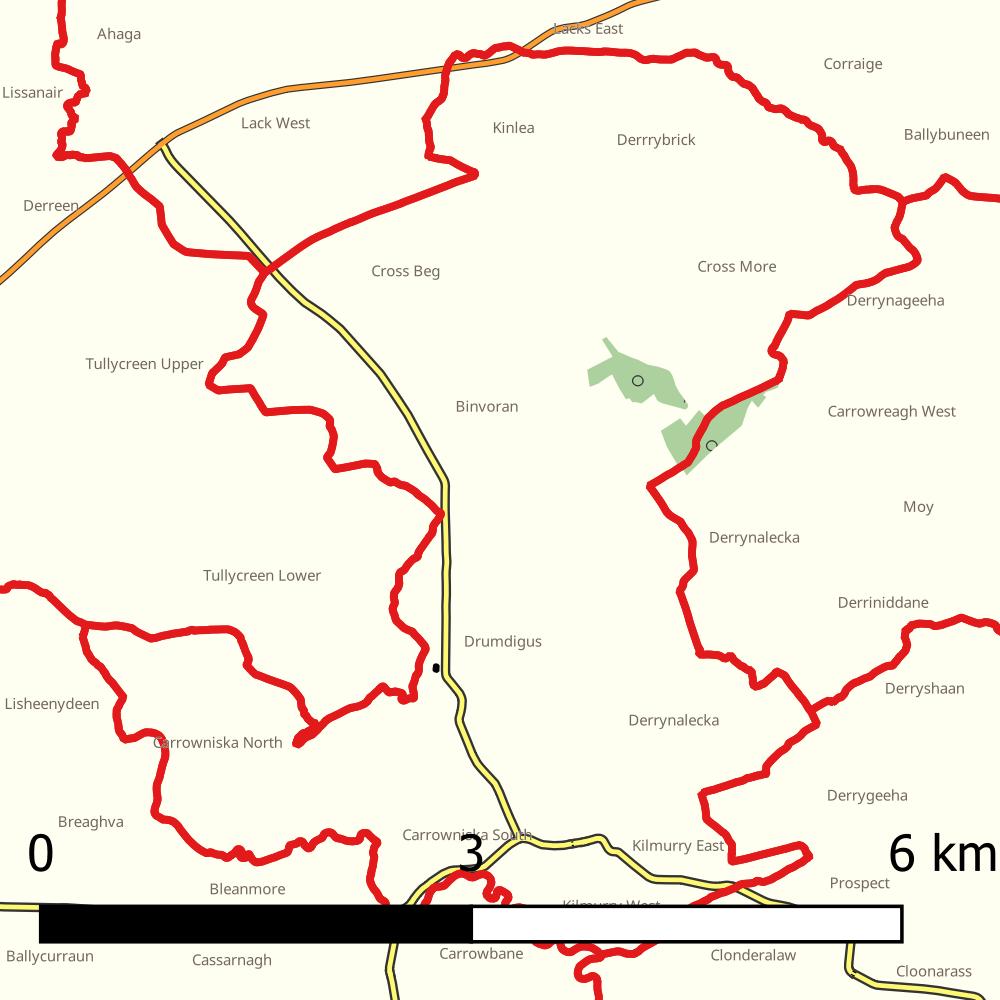 Lacks East
Ahaga
Corraige
Lissanair
Lack West
Kinlea
Derrrybrick
Ballybuneen
Derreen
Cross Beg
Cross More
Derrynageeha
Tullycreen Upper
Binvoran
Carrowreagh West
Moy
Derrynalecka
Tullycreen Lower
Derriniddane
Drumdigus
Derryshaan
Lisheenydeen
Derrynalecka
Carrowniska North
Derrygeeha
Breaghva
Carrowniska South
Kilmurry East
0 3 6 km
Prospect
Bleanmore
Kilmurry West
Ballycurraun
Cassarnagh
Carrowbane
Clonderalaw
Cloonarass